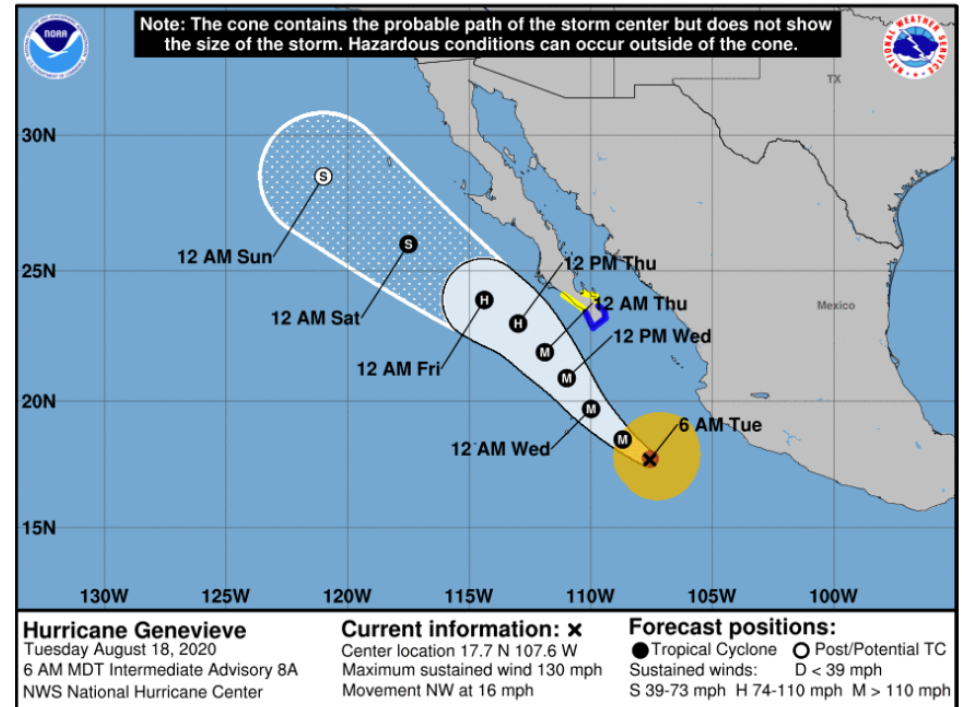 Note: The cone contains the probable path of the storm center but does not show
the size of the storm. Hazardous conditions can occur outside of the cone.
NOAA
NATIONAL WEATHER SERVICE
TX
30N
S
12 AM Sun
S
12 PM Thu
25N
12 AM Sat
H
12 AM Thu
H
Mexico
12 AM Fri
M
12 PM Wed
M
20N
M
6 AM Tue
12 AM Wed
M
15N
130W 125W 120W 115W 110W 105W 100W
Hurricane Genevieve
Tuesday August 18, 2020
6 AM MDT Intermediate Advisory 8A
NWS National Hurricane Center
Current information: ×
Center location 17.7 N 107.6 W
Maximum sustained wind 130 mph
Movement NW at 16 mph
Forecast positions:
● Tropical Cyclone ○ Post/Potential TC
Sustained winds: D < 39 mph
S 39-73 mph H 74-110 mph M > 110 mph